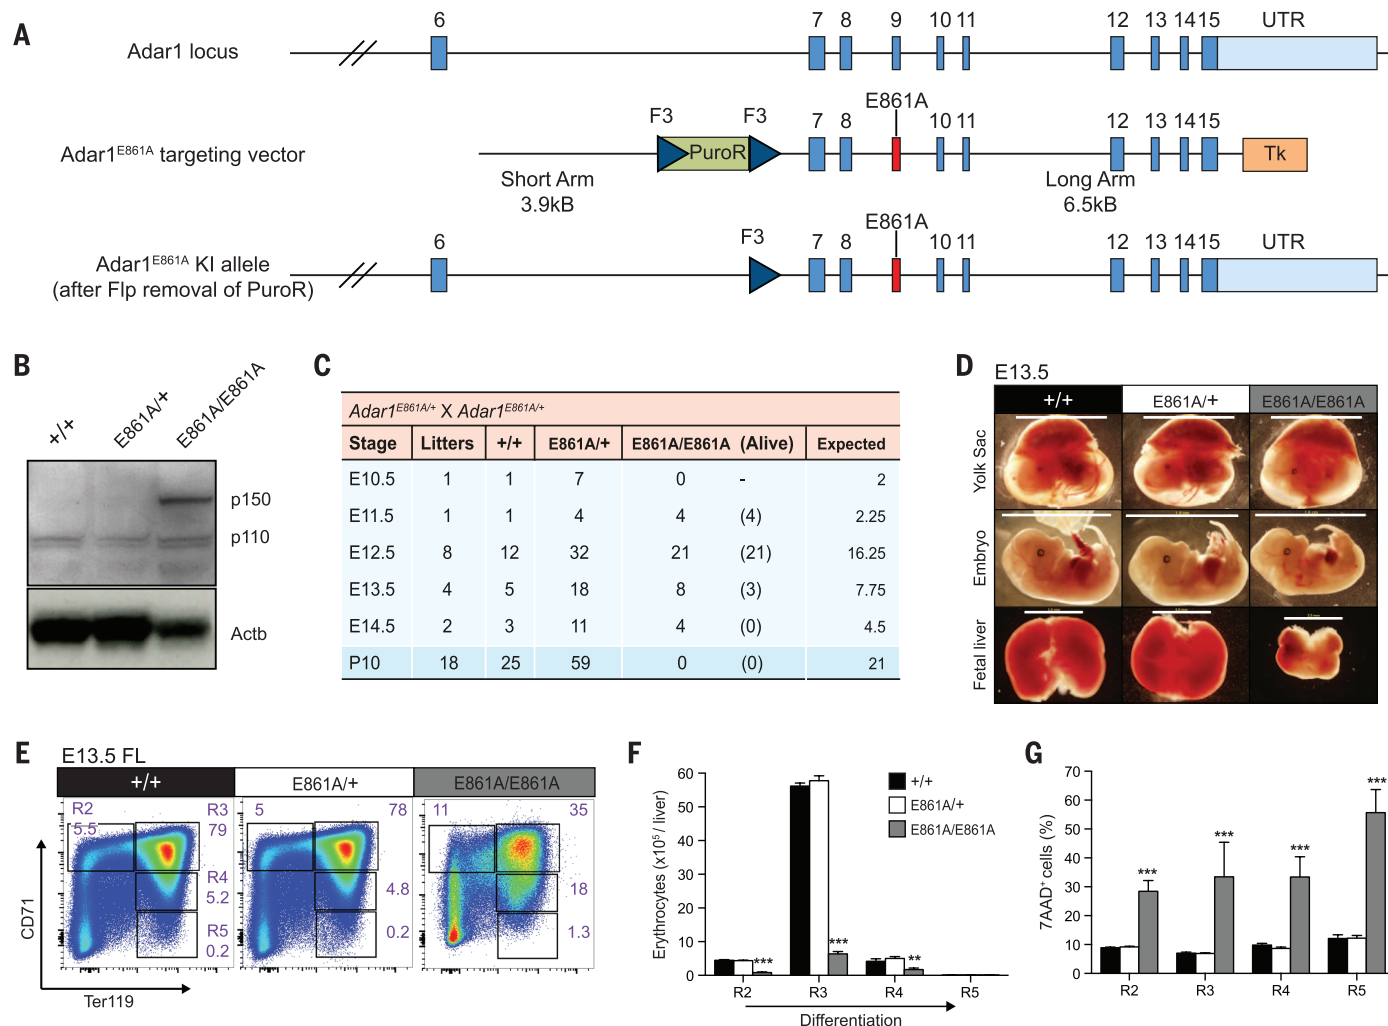 A
Adar1 locus
6
7
8
9
10
11
12
13
14
15
UTR
Adar1E861A targeting vector
F3
PuroR
F3
7
8
E861A
10
11
12
13
14
15
Tk
Short Arm
3.9kB
Long Arm
6.5kB
Adar1E861A KI allele
(after Flp removal of PuroR)
6
F3
7
8
E861A
10
11
12
13
14
15
UTR
B
+/+
E861A/+
E861A/E861A
p150
p110
Actb
C
Adar1E861A/+ X Adar1E861A/+
Stage Litters +/+ E861A/+ E861A/E861A (Alive) Expected
E10.5 1 1 7 0 - 2
E11.5 1 1 4 4 (4) 2.25
E12.5 8 12 32 21 (21) 16.25
E13.5 4 5 18 8 (3) 7.75
E14.5 2 3 11 4 (0) 4.5
P10 18 25 59 0 (0) 21
D
E13.5
+/+
E861A/+
E861A/E861A
Yolk Sac
Embryo
Fetal liver
E
E13.5 FL
+/+
E861A/+
E861A/E861A
R2
5.5
R3
79
R4
5.2
R5
0.2
5
78
4.8
0.2
11
35
18
1.3
CD71
Ter119
F
Erythrocytes (x105 / liver)
60
50
40
30
20
10
0
+/+
E861A/+
E861A/E861A
***
***
**
R2
R3
R4
R5
Differentiation
G
7AAD+ cells (%)
70
60
50
40
30
20
10
0
***
***
***
***
R2
R3
R4
R5